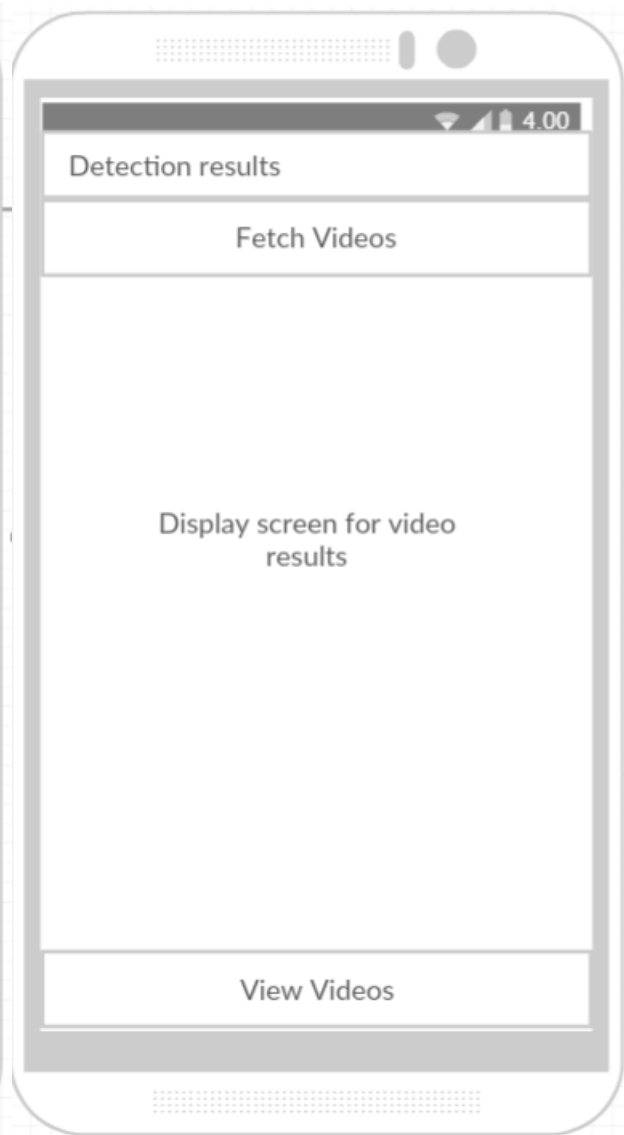 4.00
Detection results
Fetch Videos
Display screen for video
results
View Videos